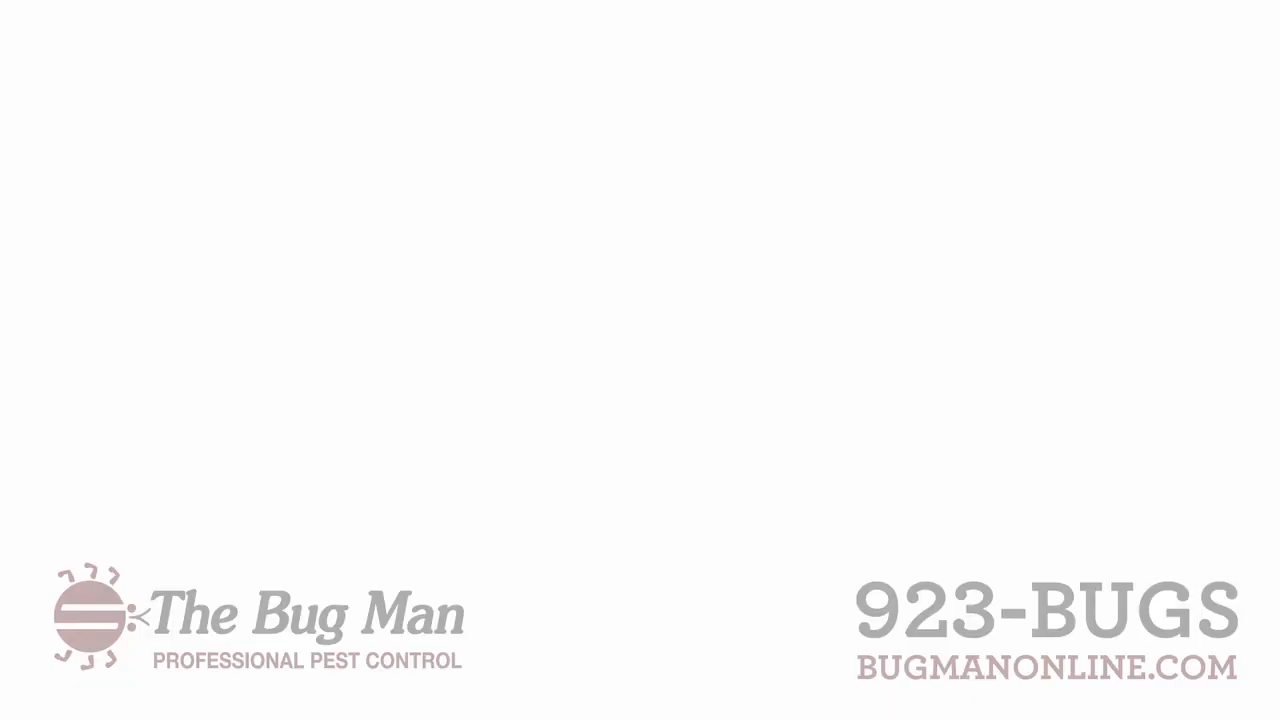 The Bug Man
PROFESSIONAL PEST CONTROL
923-BUGS
BUGMANONLINE.COM